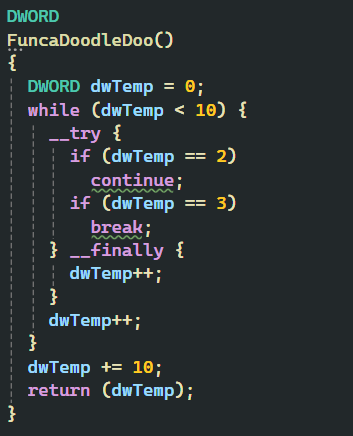 DWORD
FuncaDoodleDoo()
{
  DWORD dwTemp = 0;
  while (dwTemp < 10) {
    __try {
      if (dwTemp == 2)
        continue;
      if (dwTemp == 3)
        break;
    } __finally {
      dwTemp++;
    }
    dwTemp++;
  }
  dwTemp += 10;
  return (dwTemp);
}